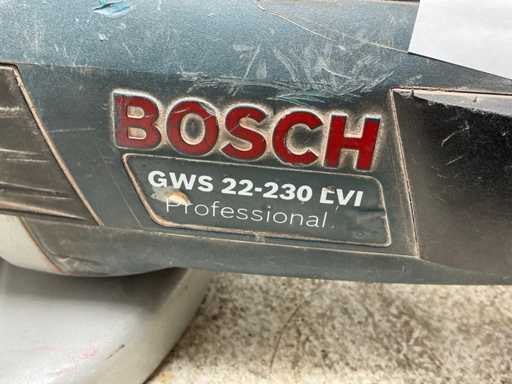 BOSCH
GWS 22-230 LVI
Professional